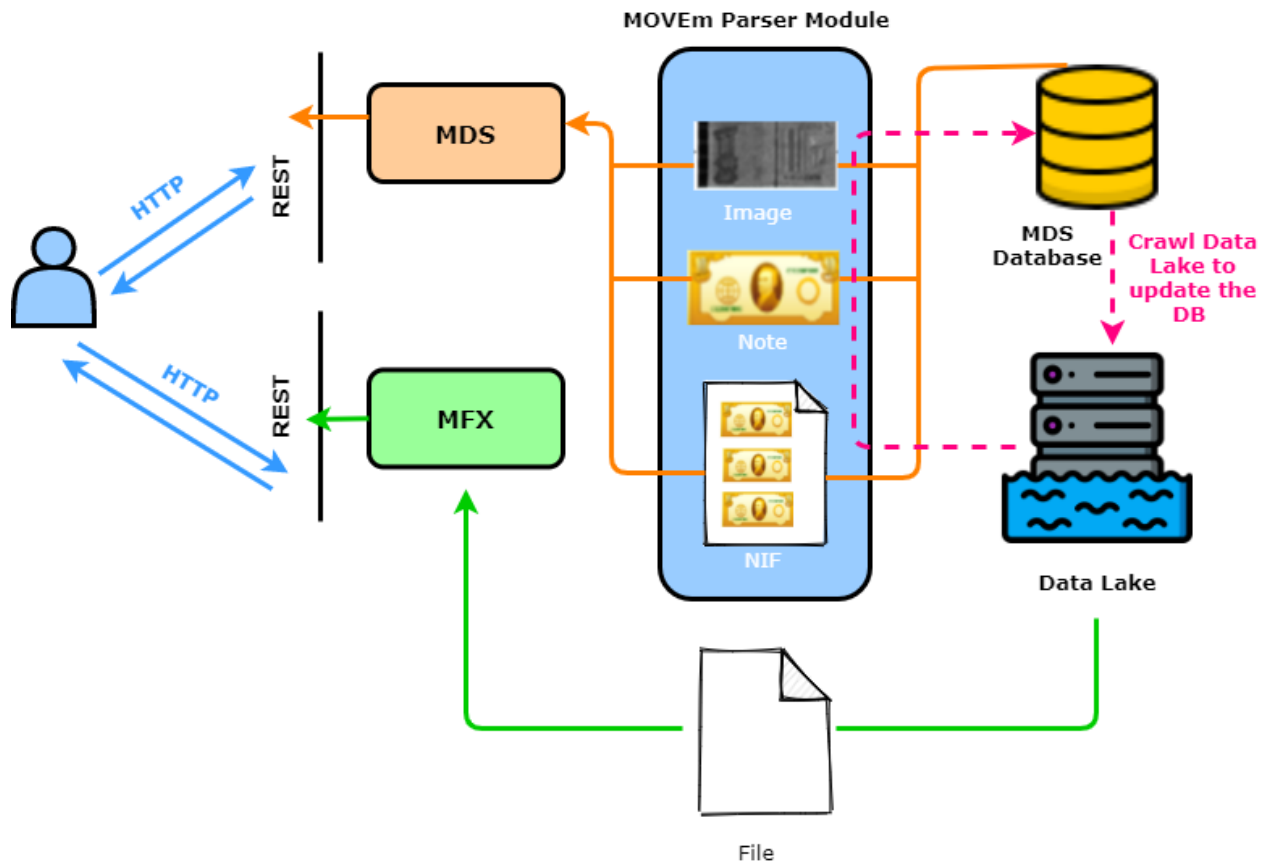 MOVEm Parser Module
MDS
REST
HTTP
Image
MDS
Database
Crawl Data
Lake to
update the
DB
Note
HTTP
REST
MFX
NIF
Data Lake
File